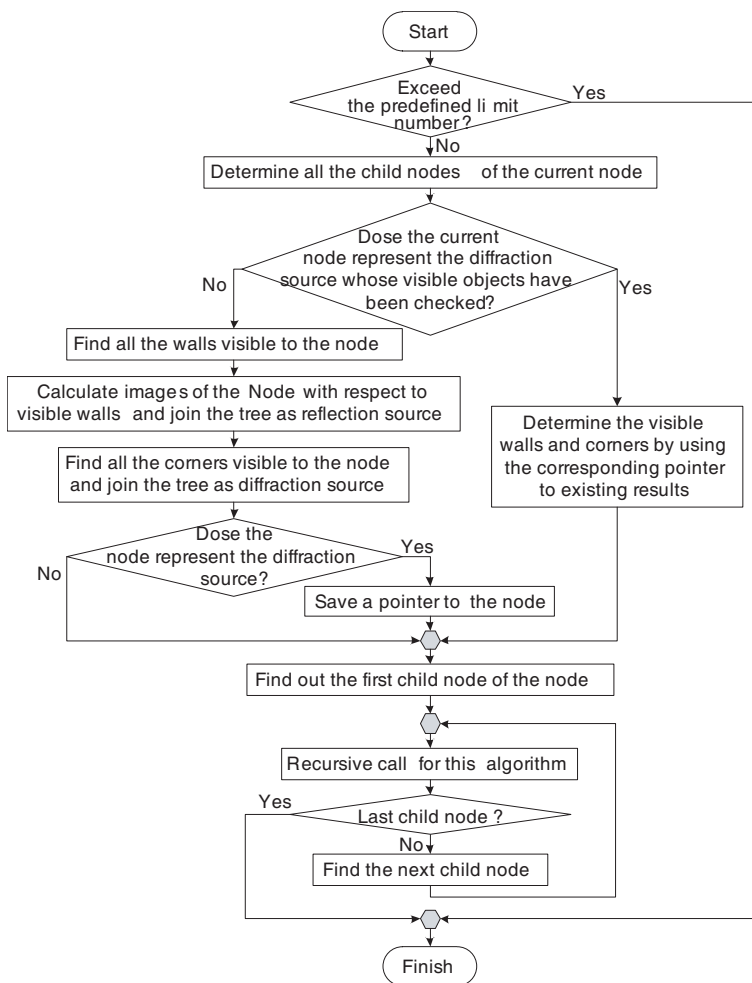 Start
Exceed
the predefined li mit
number?
Yes
No
Determine all the child nodes of the current node
Dose the current
node represent the diffraction
source whose visible objects have
been checked?
No
Yes
Find all the walls visible to the node
Calculate images of the Node with respect to
visible walls and join the tree as reflection source
Determine the visible
walls and corners by using
the corresponding pointer
to existing results
Find all the corners visible to the node
and join the tree as diffraction source
Dose the
node represent the diffraction
source?
Yes
No
Save a pointer to the node
Find out the first child node of the node
Recursive call for this algorithm
Yes
Last child node ?
No
Find the next child node
Finish